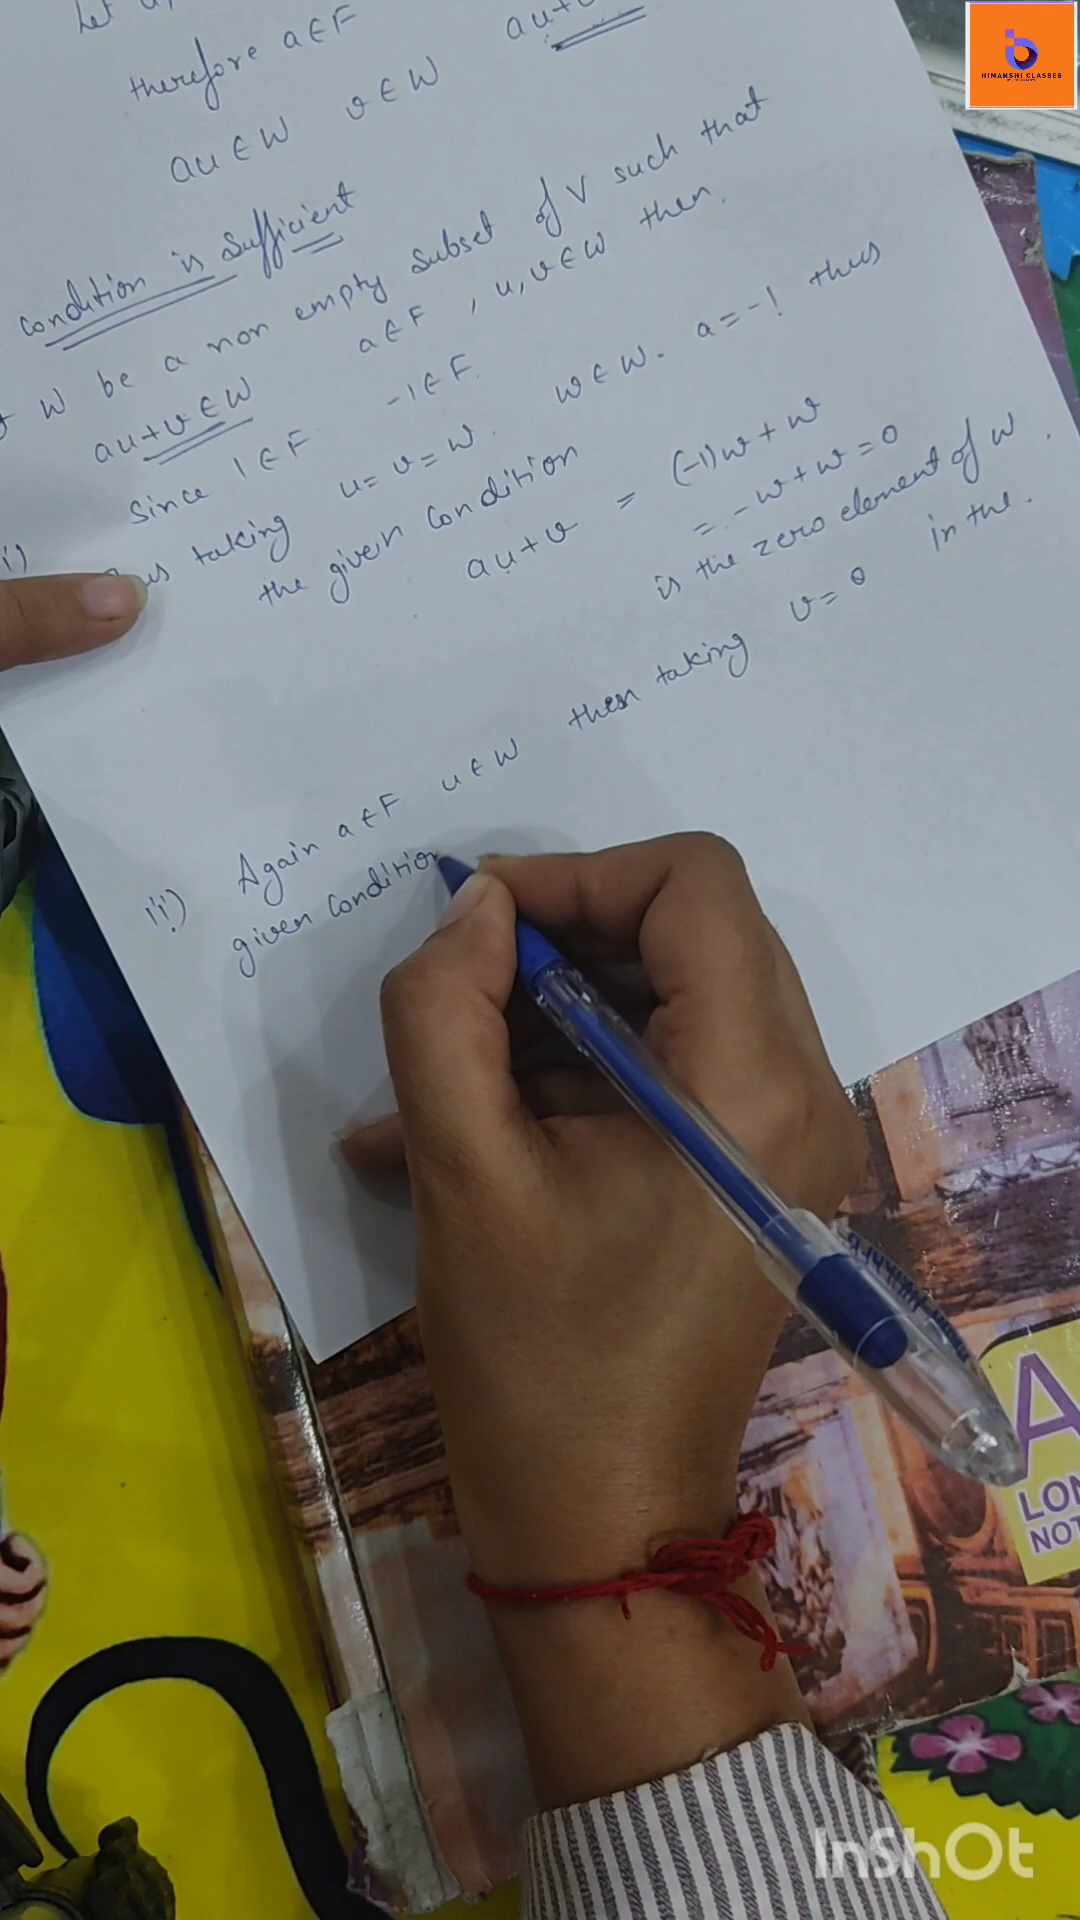 Let u,
therefore a∈F
au∈W v∈W au+
condition is sufficient
W be a non empty subset of V such that
au+v∈W a∈F , u,v∈W then.
i) Since 1∈F -1∈F.
taking u=v=w. w∈W. a=-1 thus
the given condition
au+v = (-1)w+w
= -w+w=0
is the zero element of W.
ii) Again a∈F u∈W then taking v=0 in the.
given condition
HIMANSHI CLASSES
A
LON
NOT
InShOt